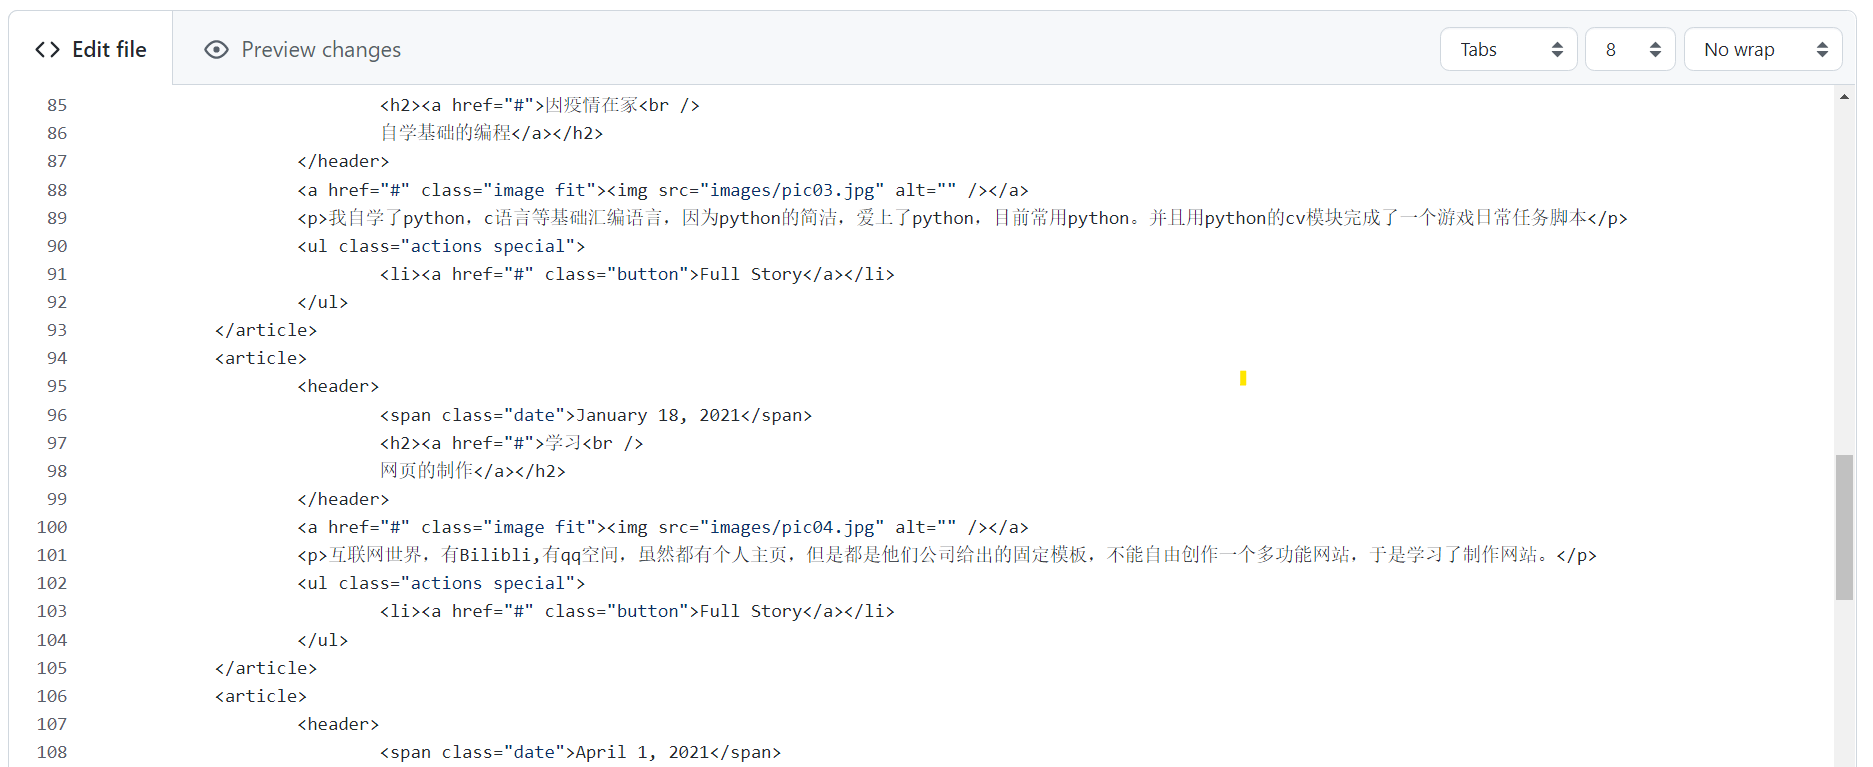 Edit file
Preview changes
Tabs
8
No wrap
85 <h2><a href="#">因疫情在家<br />
86 自学基础的编程</a></h2>
87 </header>
88 <a href="#" class="image fit"><img src="images/pic03.jpg" alt="" /></a>
89 <p>我自学了python，c语言等基础汇编语言，因为python的简洁，爱上了python，目前常用python。并且用python的cv模块完成了一个游戏日常任务脚本</p>
90 <ul class="actions special">
91 <li><a href="#" class="button">Full Story</a></li>
92 </ul>
93 </article>
94 <article>
95 <header>
96 <span class="date">January 18, 2021</span>
97 <h2><a href="#">学习<br />
98 网页的制作</a></h2>
99 </header>
100 <a href="#" class="image fit"><img src="images/pic04.jpg" alt="" /></a>
101 <p>互联网世界，有Bilibli,有qq空间，虽然都有个人主页，但是都是他们公司给出的固定模板，不能自由创作一个多功能网站，于是学习了制作网站。</p>
102 <ul class="actions special">
103 <li><a href="#" class="button">Full Story</a></li>
104 </ul>
105 </article>
106 <article>
107 <header>
108 <span class="date">April 1, 2021</span>